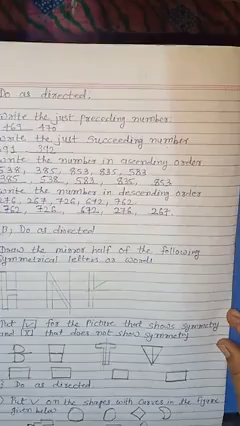 Do as directed.
Write the just preceding number.
469 470
Write the just succeeding number
391 392
Write the number in ascending order
538, 385, 853, 835, 583
385, 538, 583, 835, 853
Write the number in descending order
276, 267, 726, 672, 762
762, 726, 672, 276, 267
B) Do as directed
Draw the mirror half of the following
symmetrical letters or words
Put ✓ for the picture that shows symmetry
and X that does not show symmetry
B
Do as directed
Put ✓ on the shapes with curves in the figure
given below